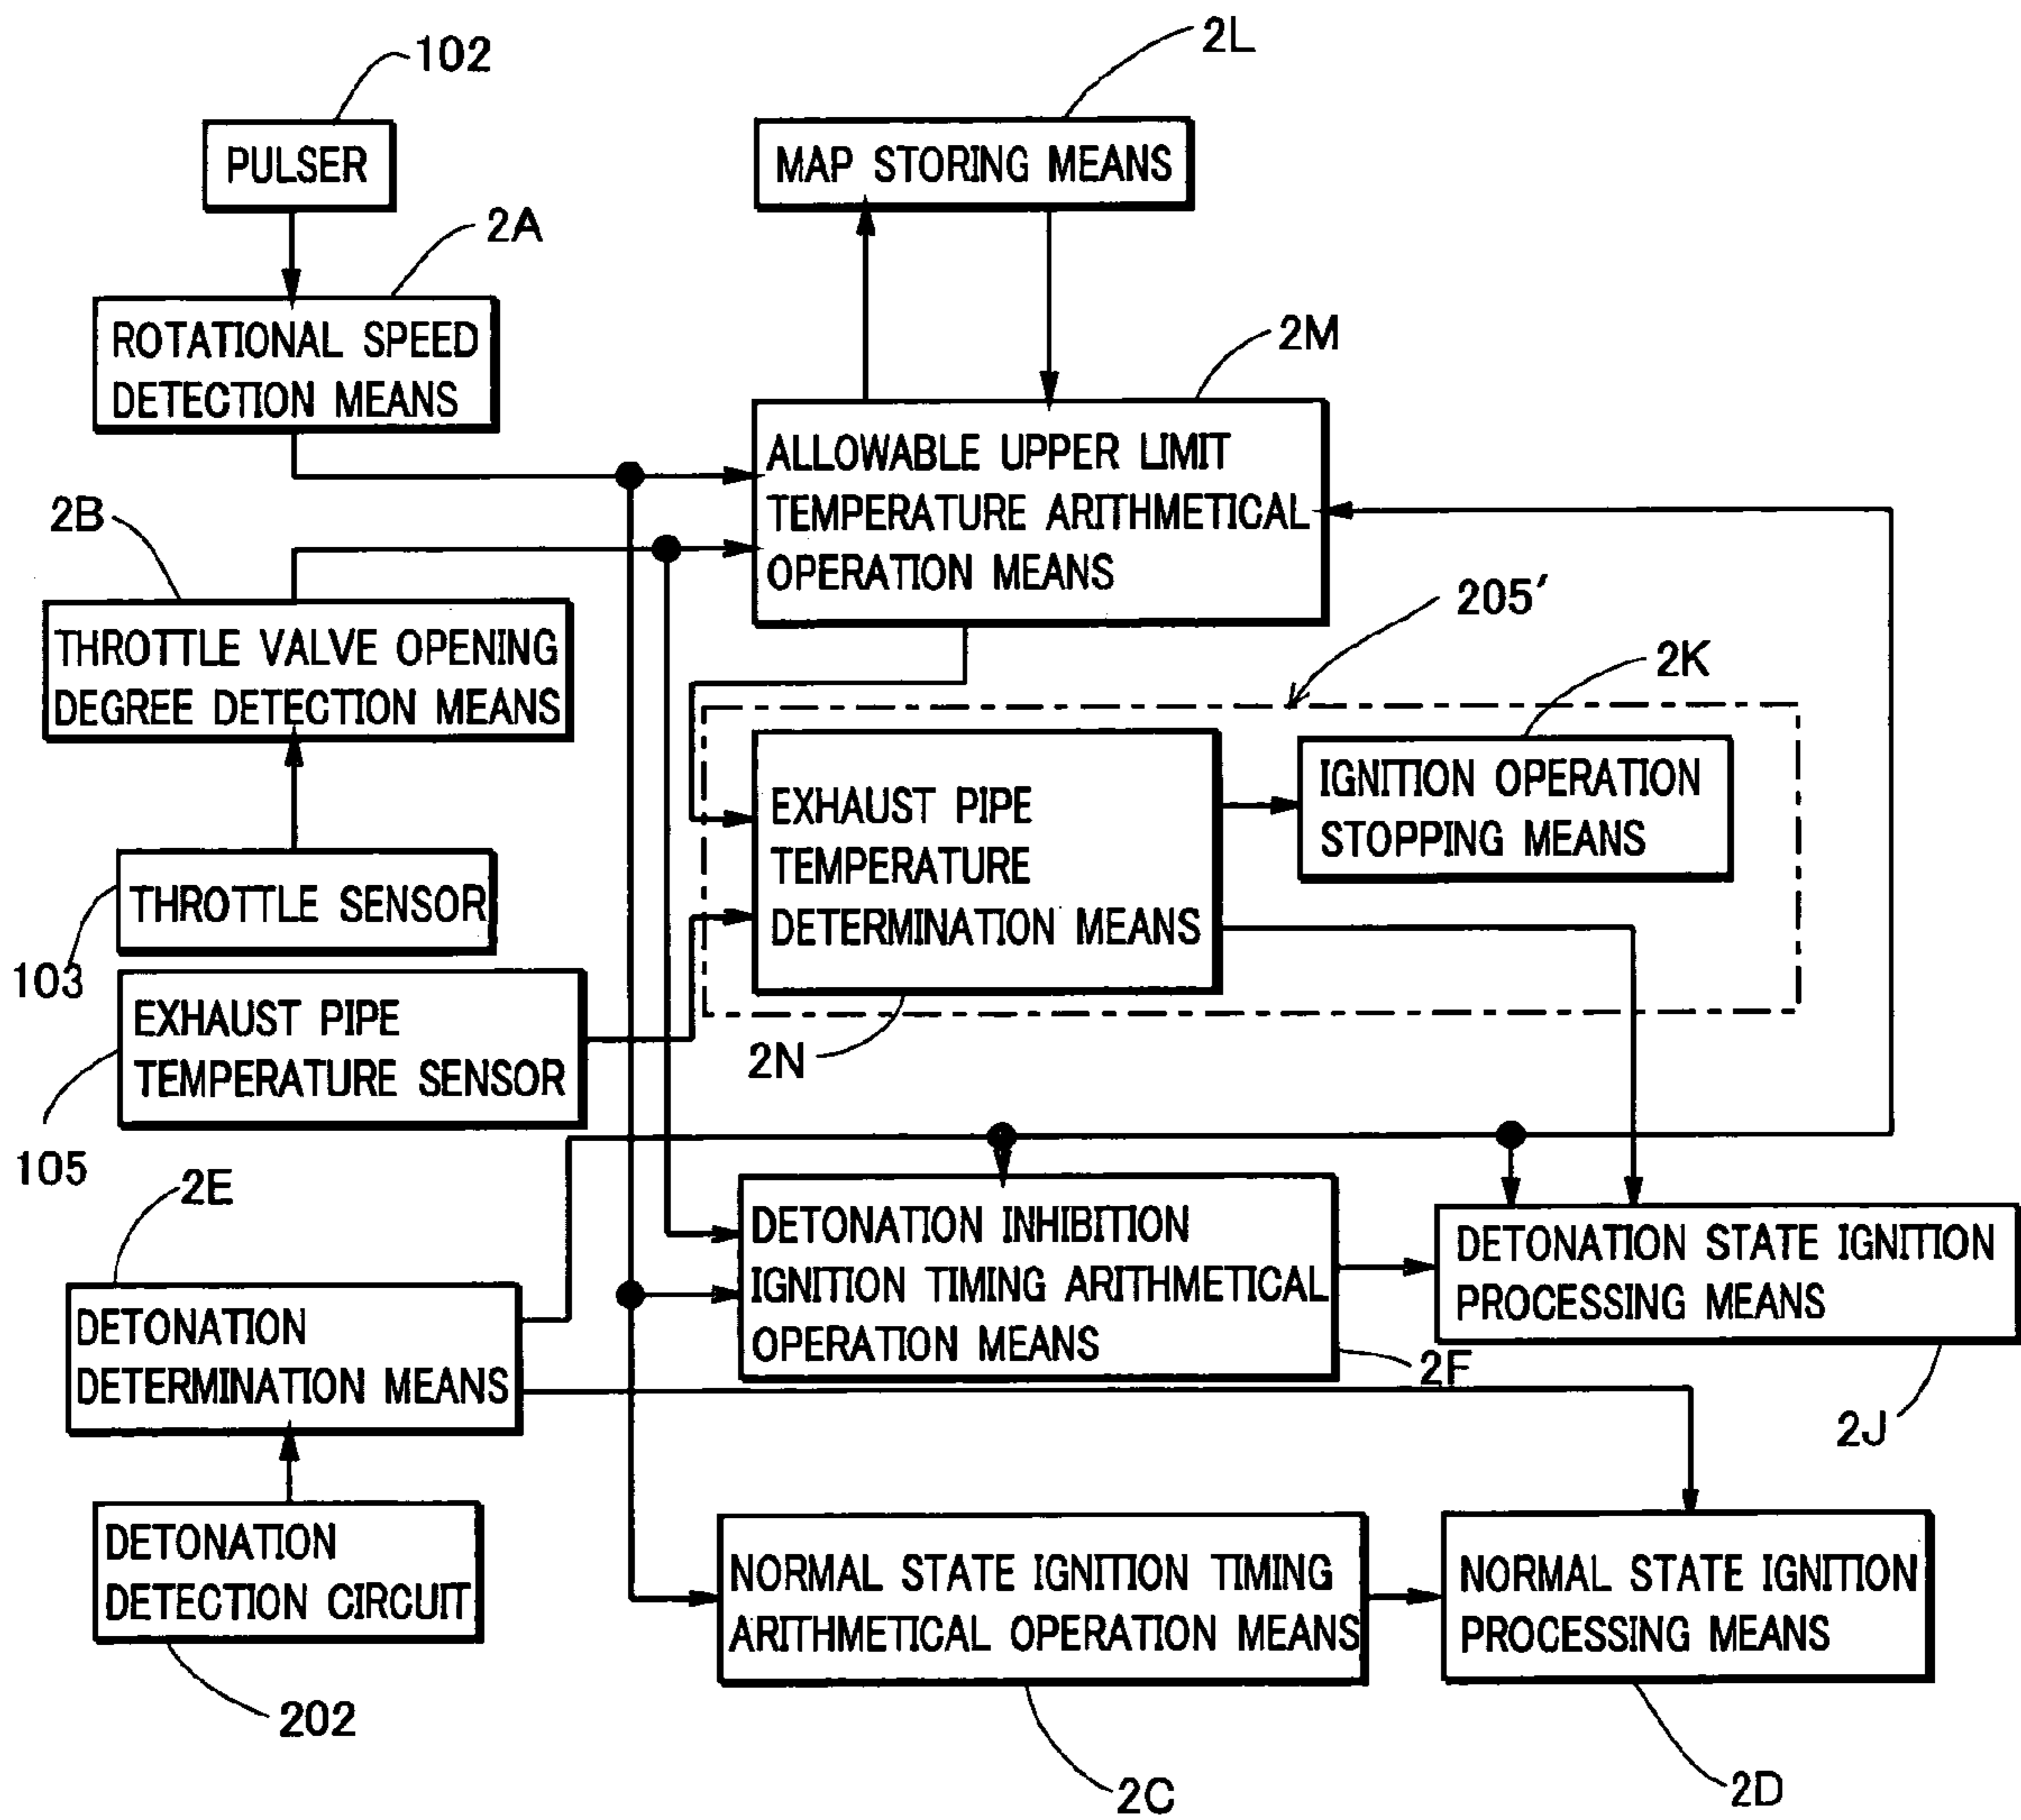 102
PULSER
2L
MAP STORING MEANS
2A
ROTATIONAL SPEED
DETECTION MEANS
2M
ALLOWABLE UPPER LIMIT
TEMPERATURE ARITHMETICAL
OPERATION MEANS
2B
THROTTLE VALVE OPENING
DEGREE DETECTION MEANS
205'
2K
IGNITION OPERATION
STOPPING MEANS
EXHAUST PIPE
TEMPERATURE
DETERMINATION MEANS
2N
THROTTLE SENSOR
103
EXHAUST PIPE
TEMPERATURE SENSOR
105
2E
DETONATION
DETERMINATION MEANS
DETONATION INHIBITION
IGNITION TIMING ARITHMETICAL
OPERATION MEANS
2F
DETONATION STATE IGNITION
PROCESSING MEANS
2J
DETONATION
DETECTION CIRCUIT
202
NORMAL STATE IGNITION TIMING
ARITHMETICAL OPERATION MEANS
2C
NORMAL STATE IGNITION
PROCESSING MEANS
2D